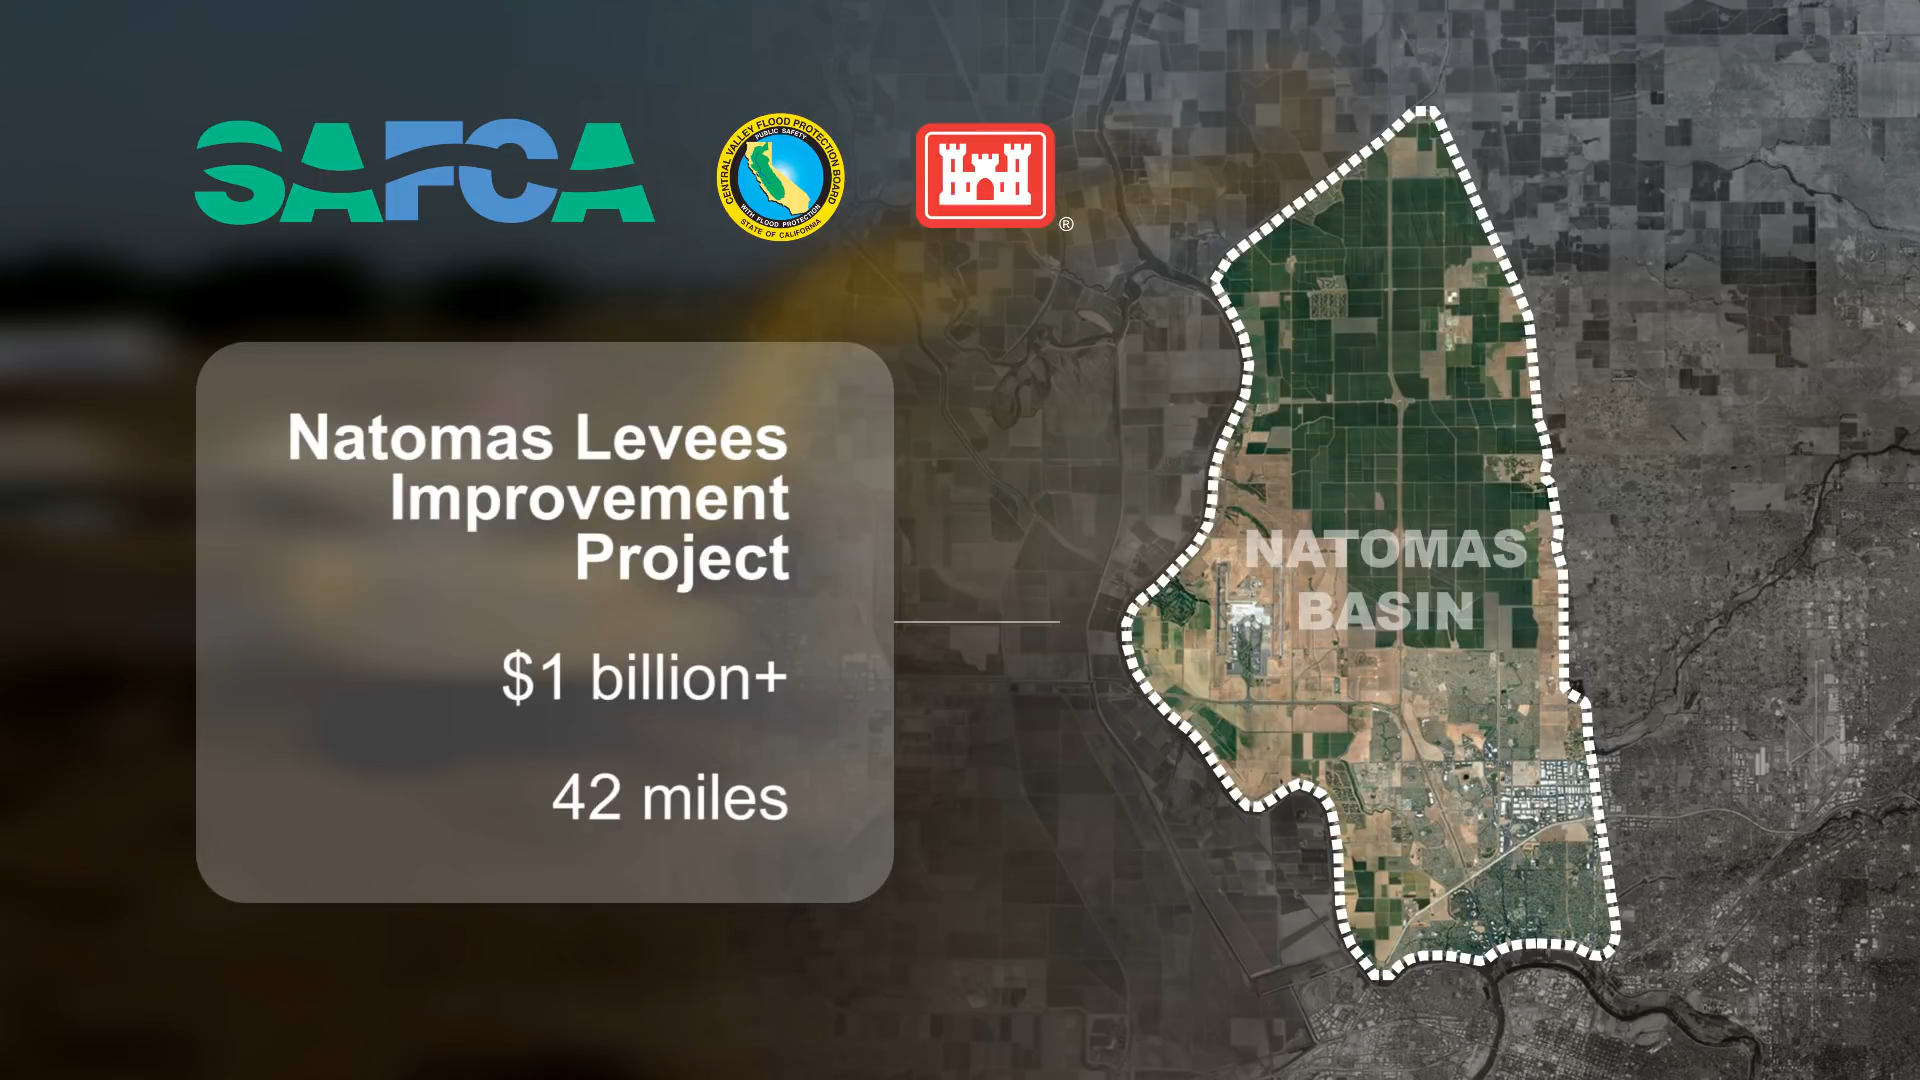 SAFCA
CENTRAL VALLEY FLOOD PROTECTION BOARD
PUBLIC SAFETY
WITH FLOOD PROTECTION
STATE OF CALIFORNIA
®
Natomas Levees
Improvement
Project
$1 billion+
42 miles
NATOMAS
BASIN